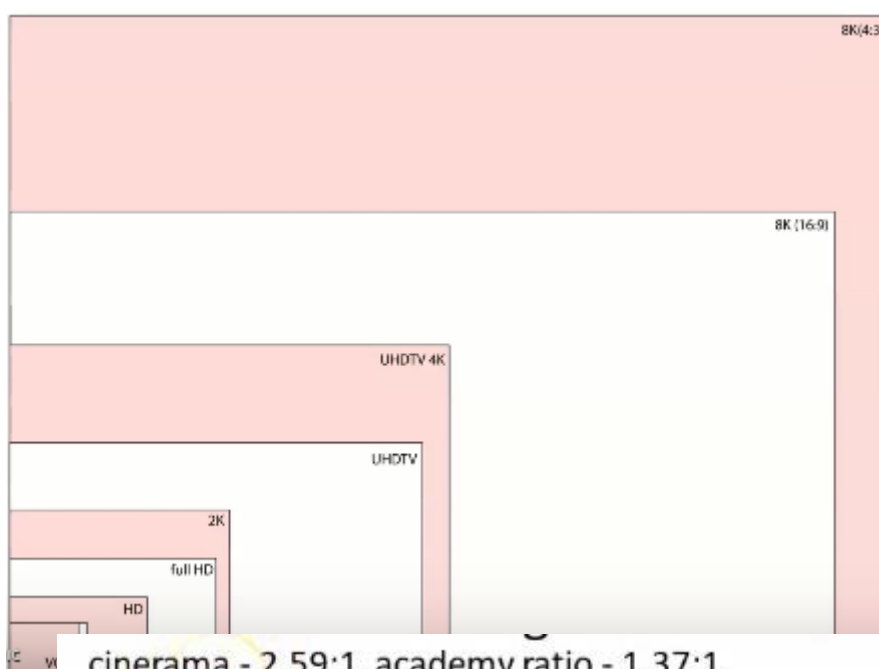 8K(4:3
8K (16:9)
UHDTV 4K
UHDTV
2K
full HD
HD
cinerama - 2.59:1, academy ratio - 1.37:1,